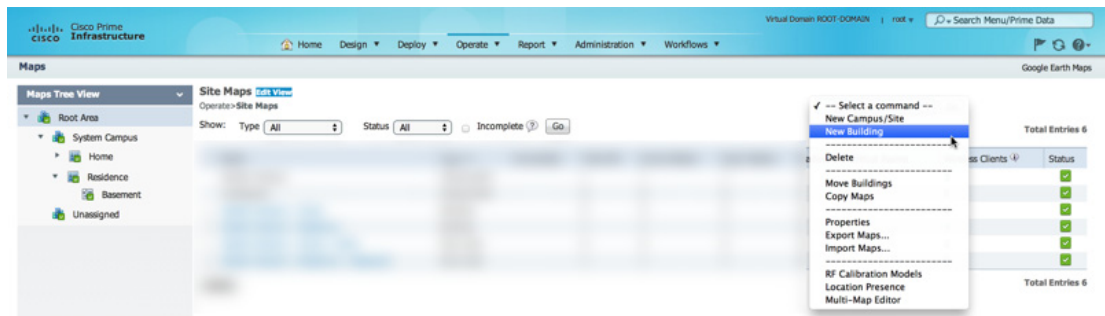 Virtual Domain ROOT-DOMAIN | root
Search Menu/Prime Data
Cisco Prime
CISCO Infrastructure
Home Design Deploy Operate Report Administration Workflows
Maps
Google Earth Maps
Maps Tree View
Root Area
System Campus
Home
Residence
Basement
Unassigned
Site Maps Edit View
Operate>Site Maps
Show: Type All Status All Incomplete ? Go
-- Select a command --
New Campus/Site
New Building
Delete
Move Buildings
Copy Maps
Properties
Export Maps...
Import Maps...
RF Calibration Models
Location Presence
Multi-Map Editor
Total Entries 6
Clients Status
Total Entries 6